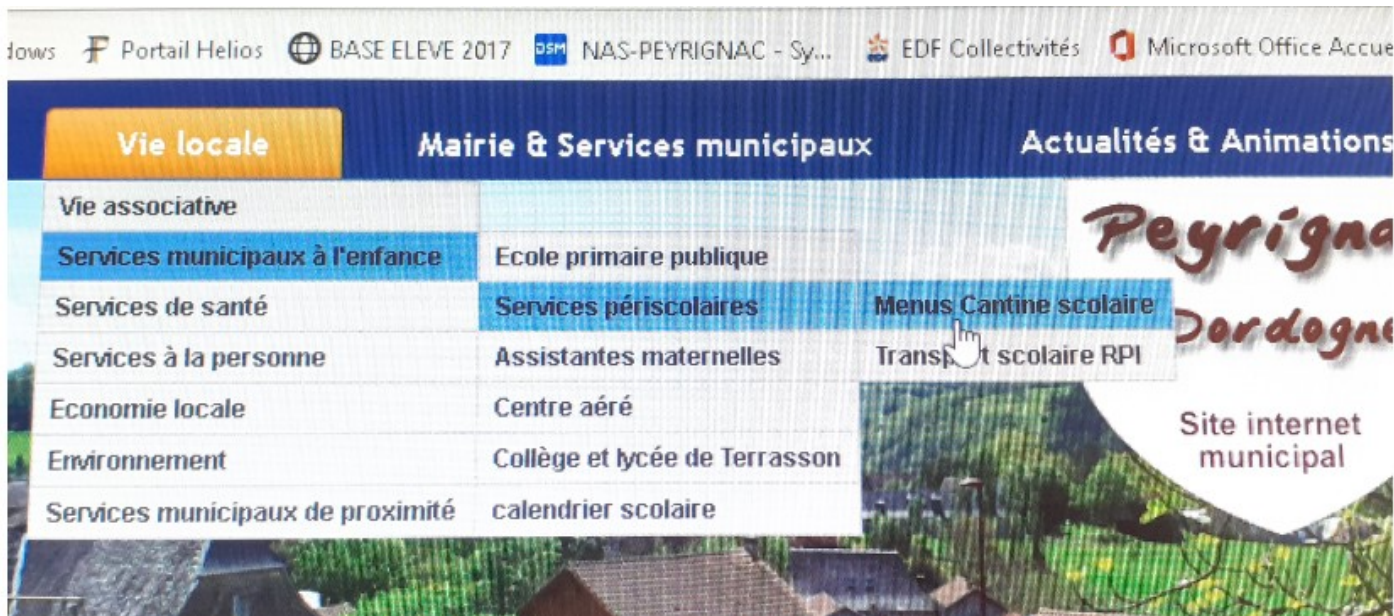 Portail Helios BASE ELEVE 2017 DSM NAS-PEYRIGNAC - Sy... EDF Collectivités Microsoft Office
Vie locale Mairie & Services municipaux Actualités & Animations
Vie associative
Services municipaux à l'enfance Ecole primaire publique
Services de santé Services périscolaires Menus Cantine scolaire
Services à la personne Assistantes maternelles scolaire RPI
Economie locale Centre aéré
Environnement Collège et lycée de Terrasson
Services municipaux de proximité calendrier scolaire
Site internet
municipal